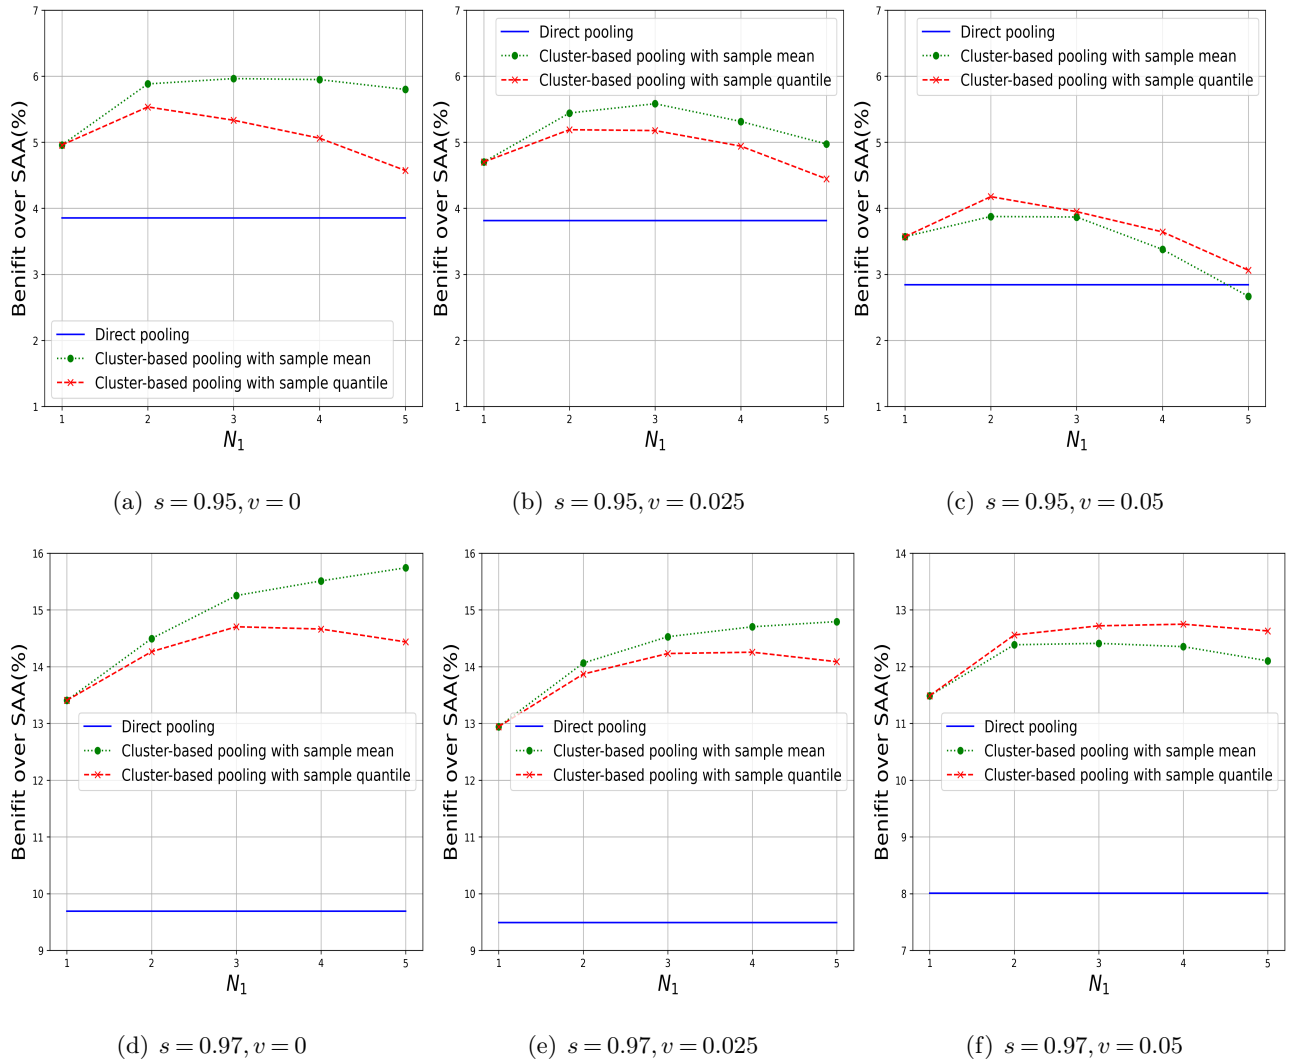 7
6
5
4
3
2
1
Benifit over SAA(%)
Direct pooling
Cluster-based pooling with sample mean
Cluster-based pooling with sample quantile
1 2 3 4 5
N1
(a) s = 0.95, v = 0
7
6
5
4
3
2
1
Benifit over SAA(%)
Direct pooling
Cluster-based pooling with sample mean
Cluster-based pooling with sample quantile
1 2 3 4 5
N1
(b) s = 0.95, v = 0.025
7
6
5
4
3
2
1
Benifit over SAA(%)
Direct pooling
Cluster-based pooling with sample mean
Cluster-based pooling with sample quantile
1 2 3 4 5
N1
(c) s = 0.95, v = 0.05
16
15
14
13
12
11
10
9
Benifit over SAA(%)
Direct pooling
Cluster-based pooling with sample mean
Cluster-based pooling with sample quantile
1 2 3 4 5
N1
(d) s = 0.97, v = 0
16
15
14
13
12
11
10
9
Benifit over SAA(%)
Direct pooling
Cluster-based pooling with sample mean
Cluster-based pooling with sample quantile
1 2 3 4 5
N1
(e) s = 0.97, v = 0.025
14
13
12
11
10
9
8
7
Benifit over SAA(%)
Direct pooling
Cluster-based pooling with sample mean
Cluster-based pooling with sample quantile
1 2 3 4 5
N1
(f) s = 0.97, v = 0.05